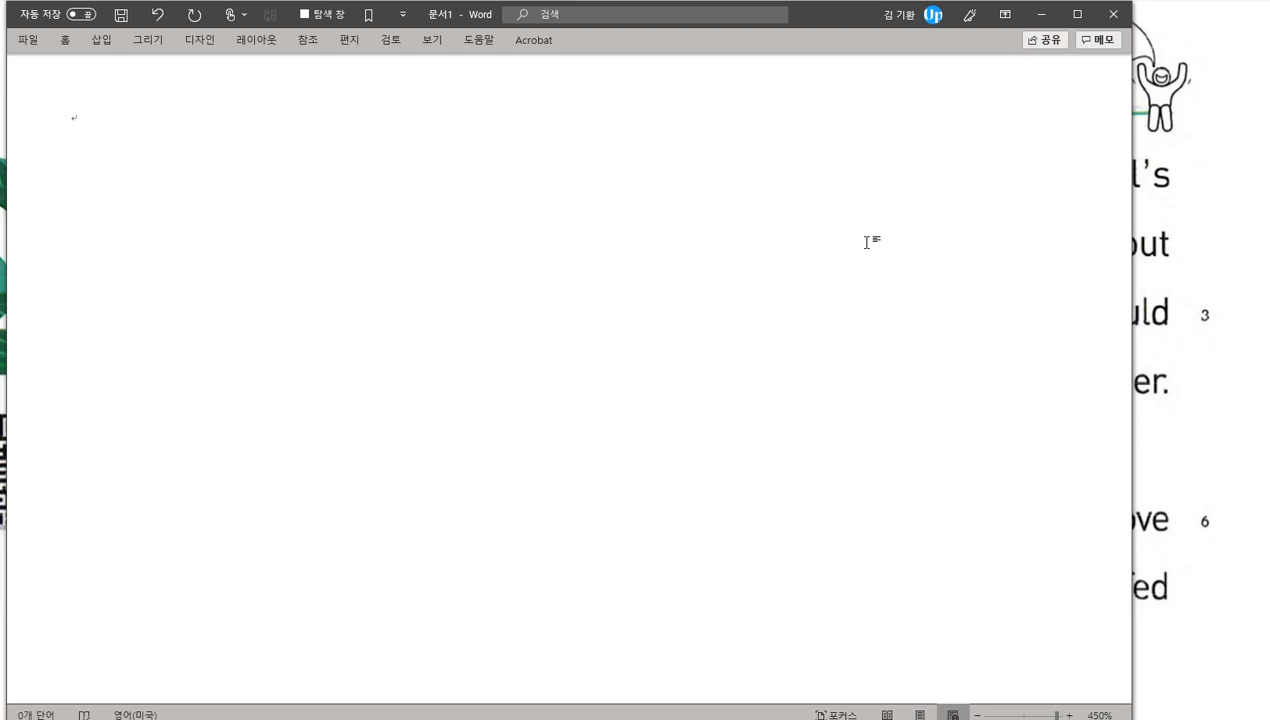 자동 저장 끔 탐색 창 문서1 - Word 검색 김 기환 Up
파일 홈 삽입 그리기 디자인 레이아웃 참조 편지 검토 보기 도움말 Acrobat 공유 메모
l's
out
uld 3
er.
ove 6
ed
0개 단어 영어(미국) 포커스 450%